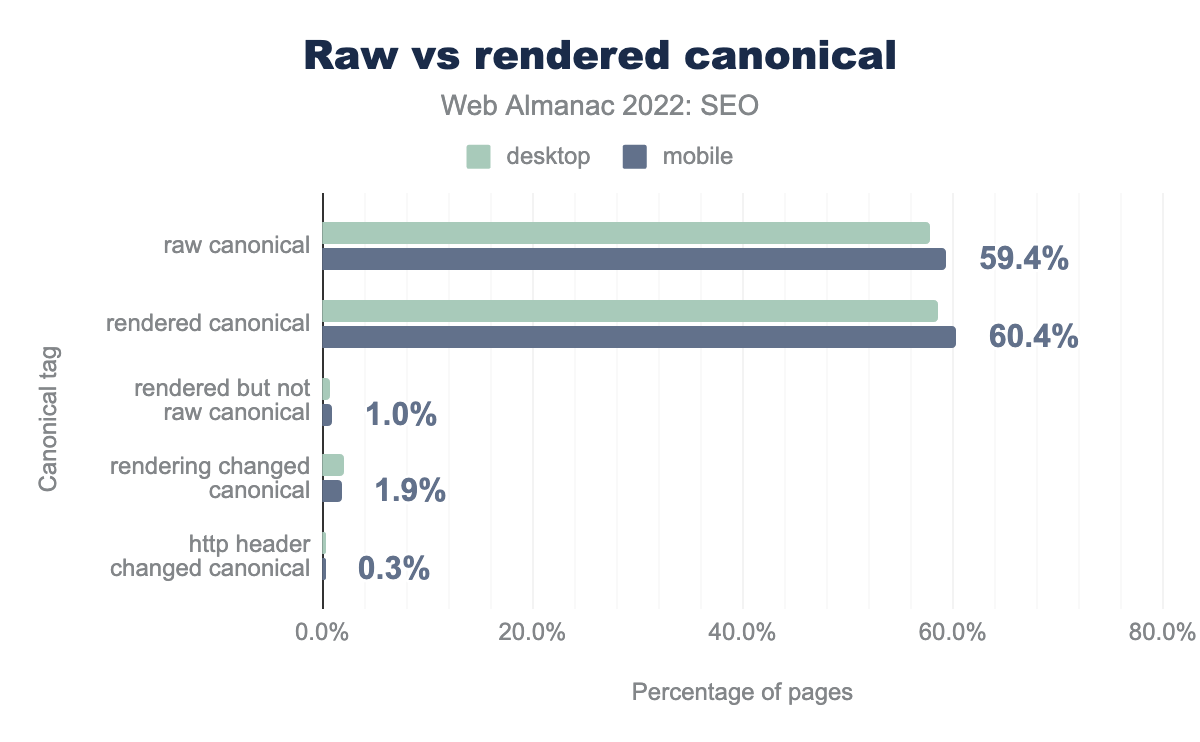 Raw vs rendered canonical
Web Almanac 2022: SEO
desktop
mobile
Canonical tag
raw canonical
59.4%
rendered canonical
60.4%
rendered but not
raw canonical
1.0%
rendering changed
canonical
1.9%
http header
changed canonical
0.3%
0.0%
20.0%
40.0%
60.0%
80.0%
Percentage of pages